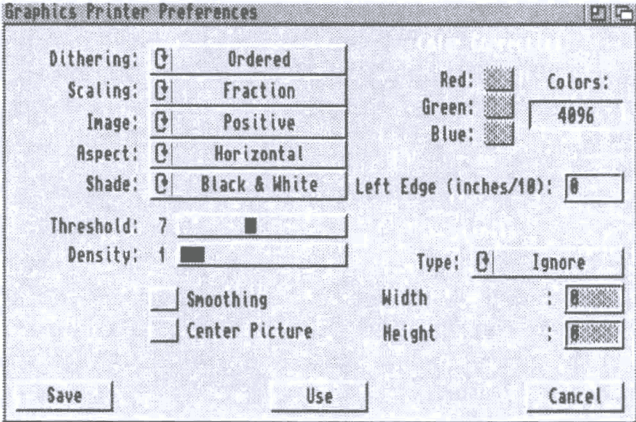 Graphics Printer Preferences
Dithering: Ordered
Scaling: Fraction
Image: Positive
Aspect: Horizontal
Shade: Black & White
Threshold: 7
Density: 1
Smoothing
Center Picture
Red:
Green:
Blue:
Colors:
4096
Left Edge (inches/10): 0
Type: Ignore
Width : 0
Height : 0
Save
Use
Cancel